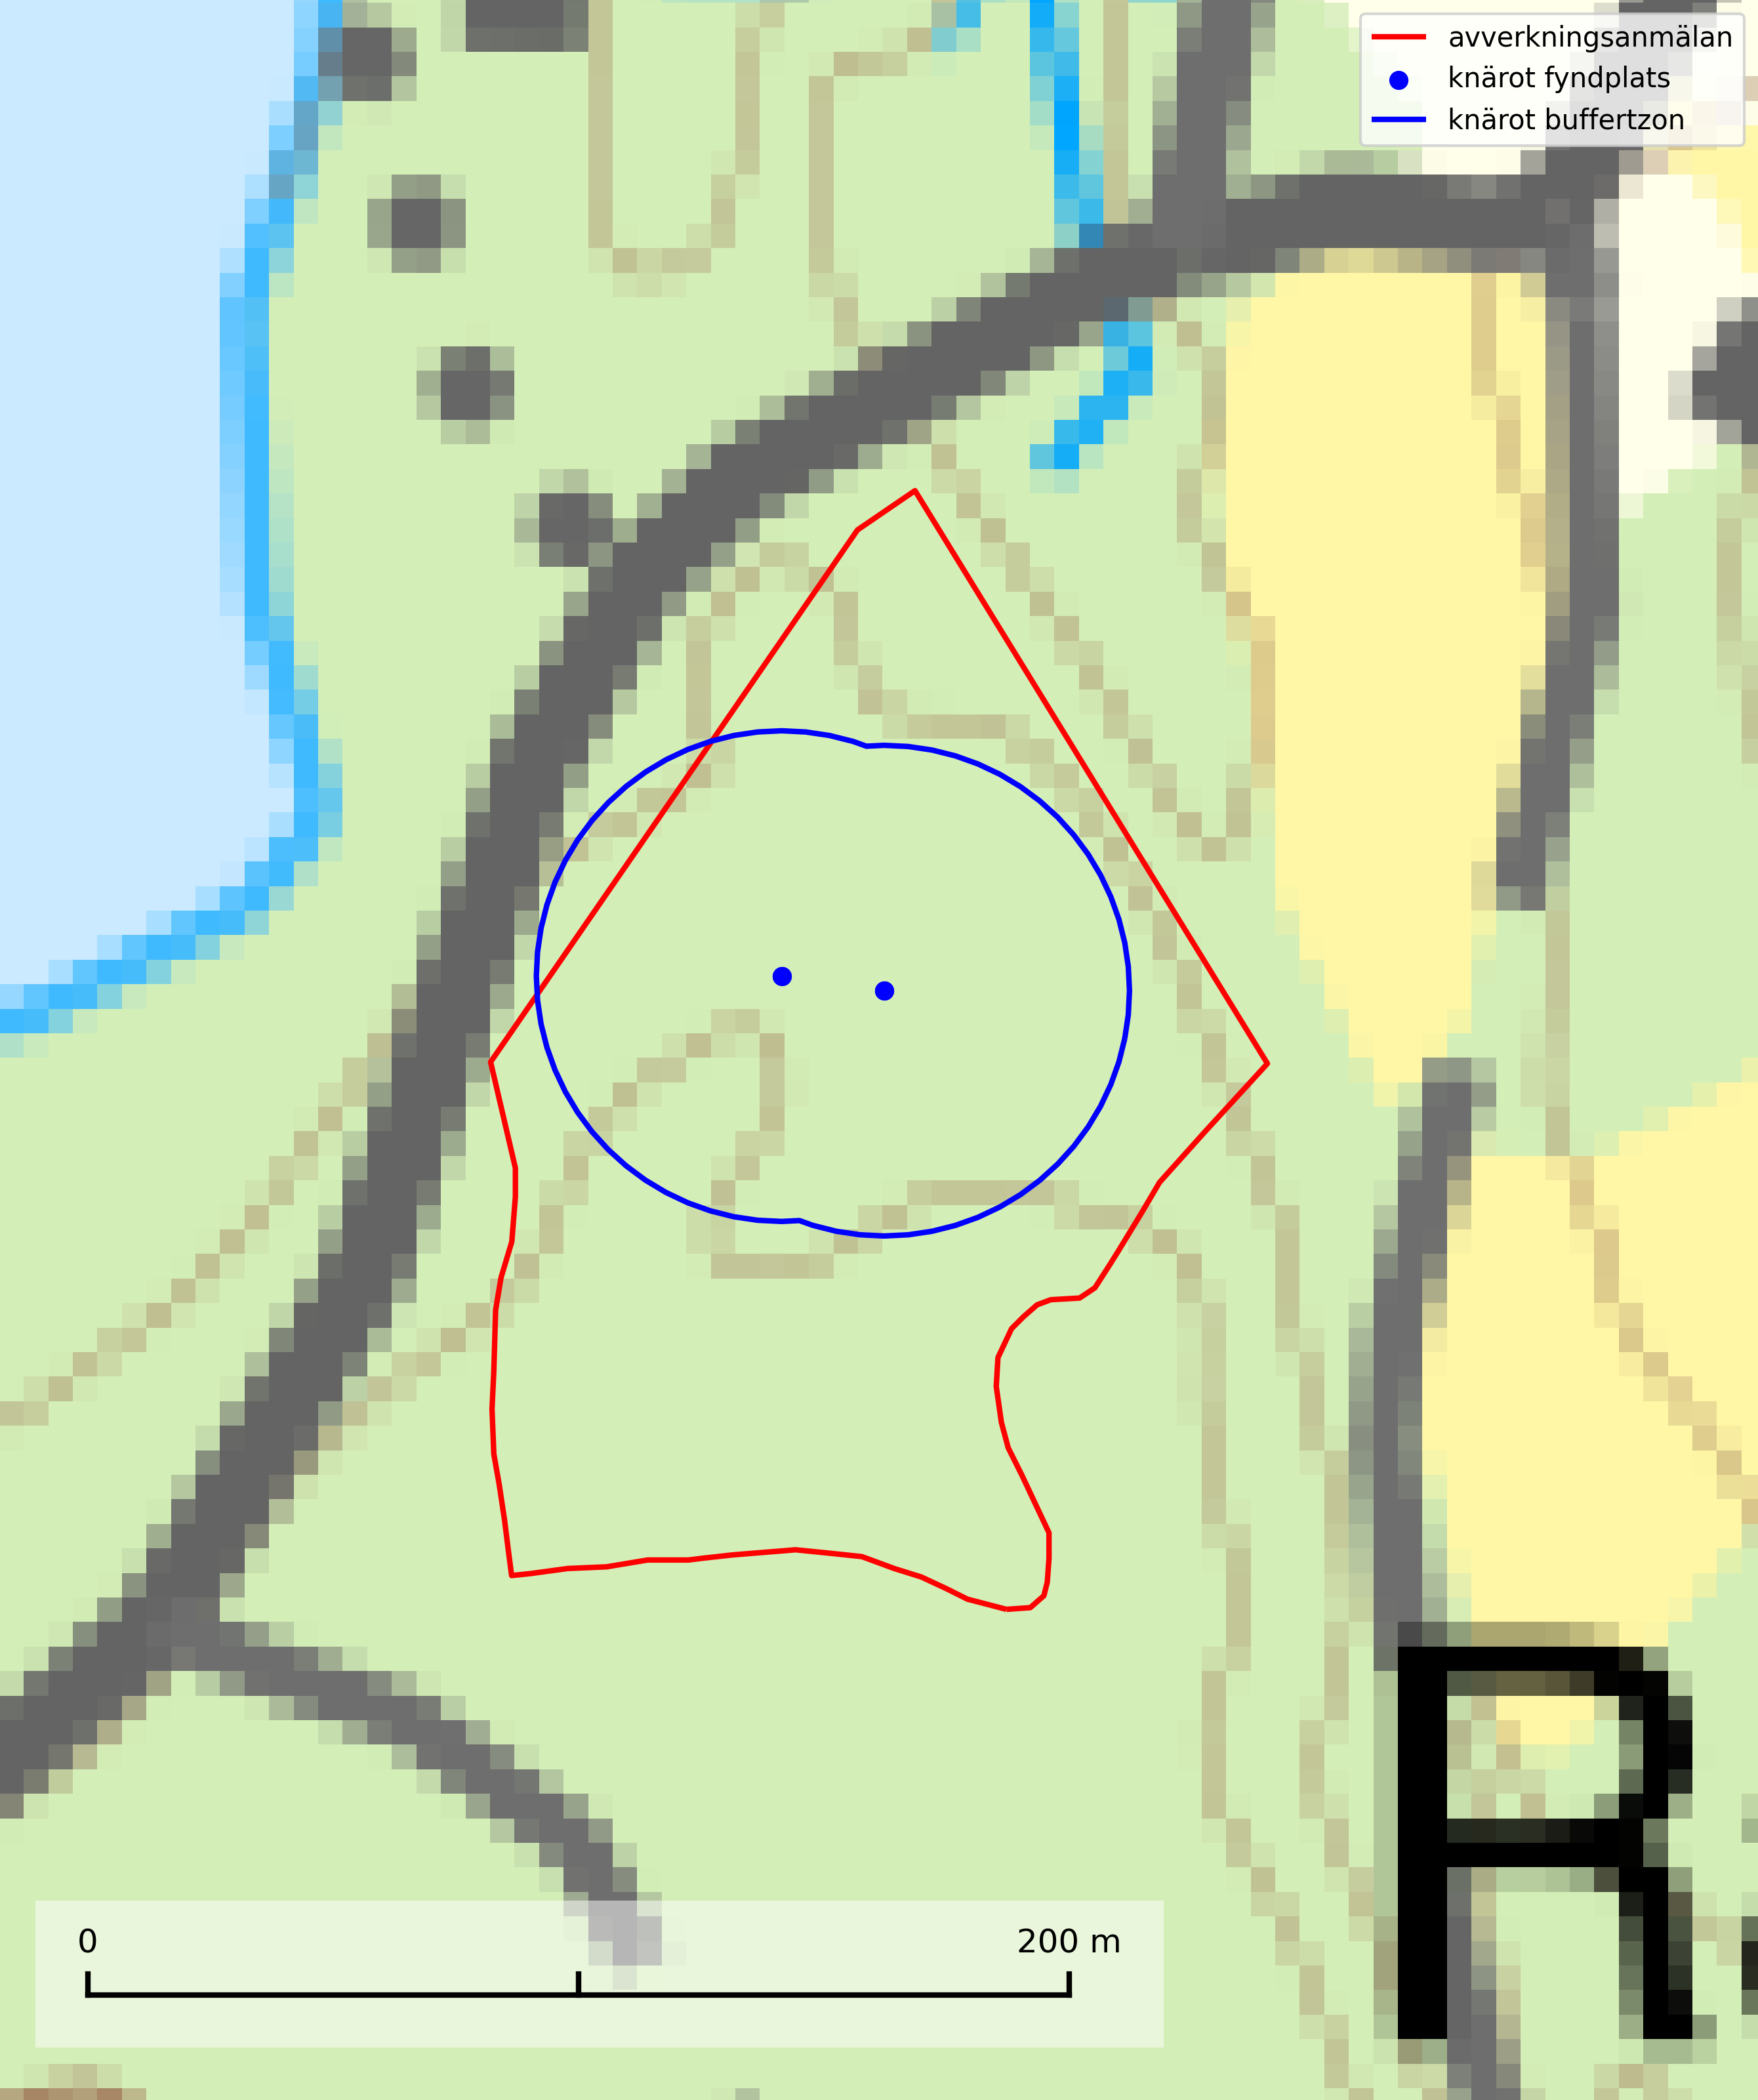 avverkningsanmälan
knärot fyndplats
knärot buffertzon
R
0 200 m